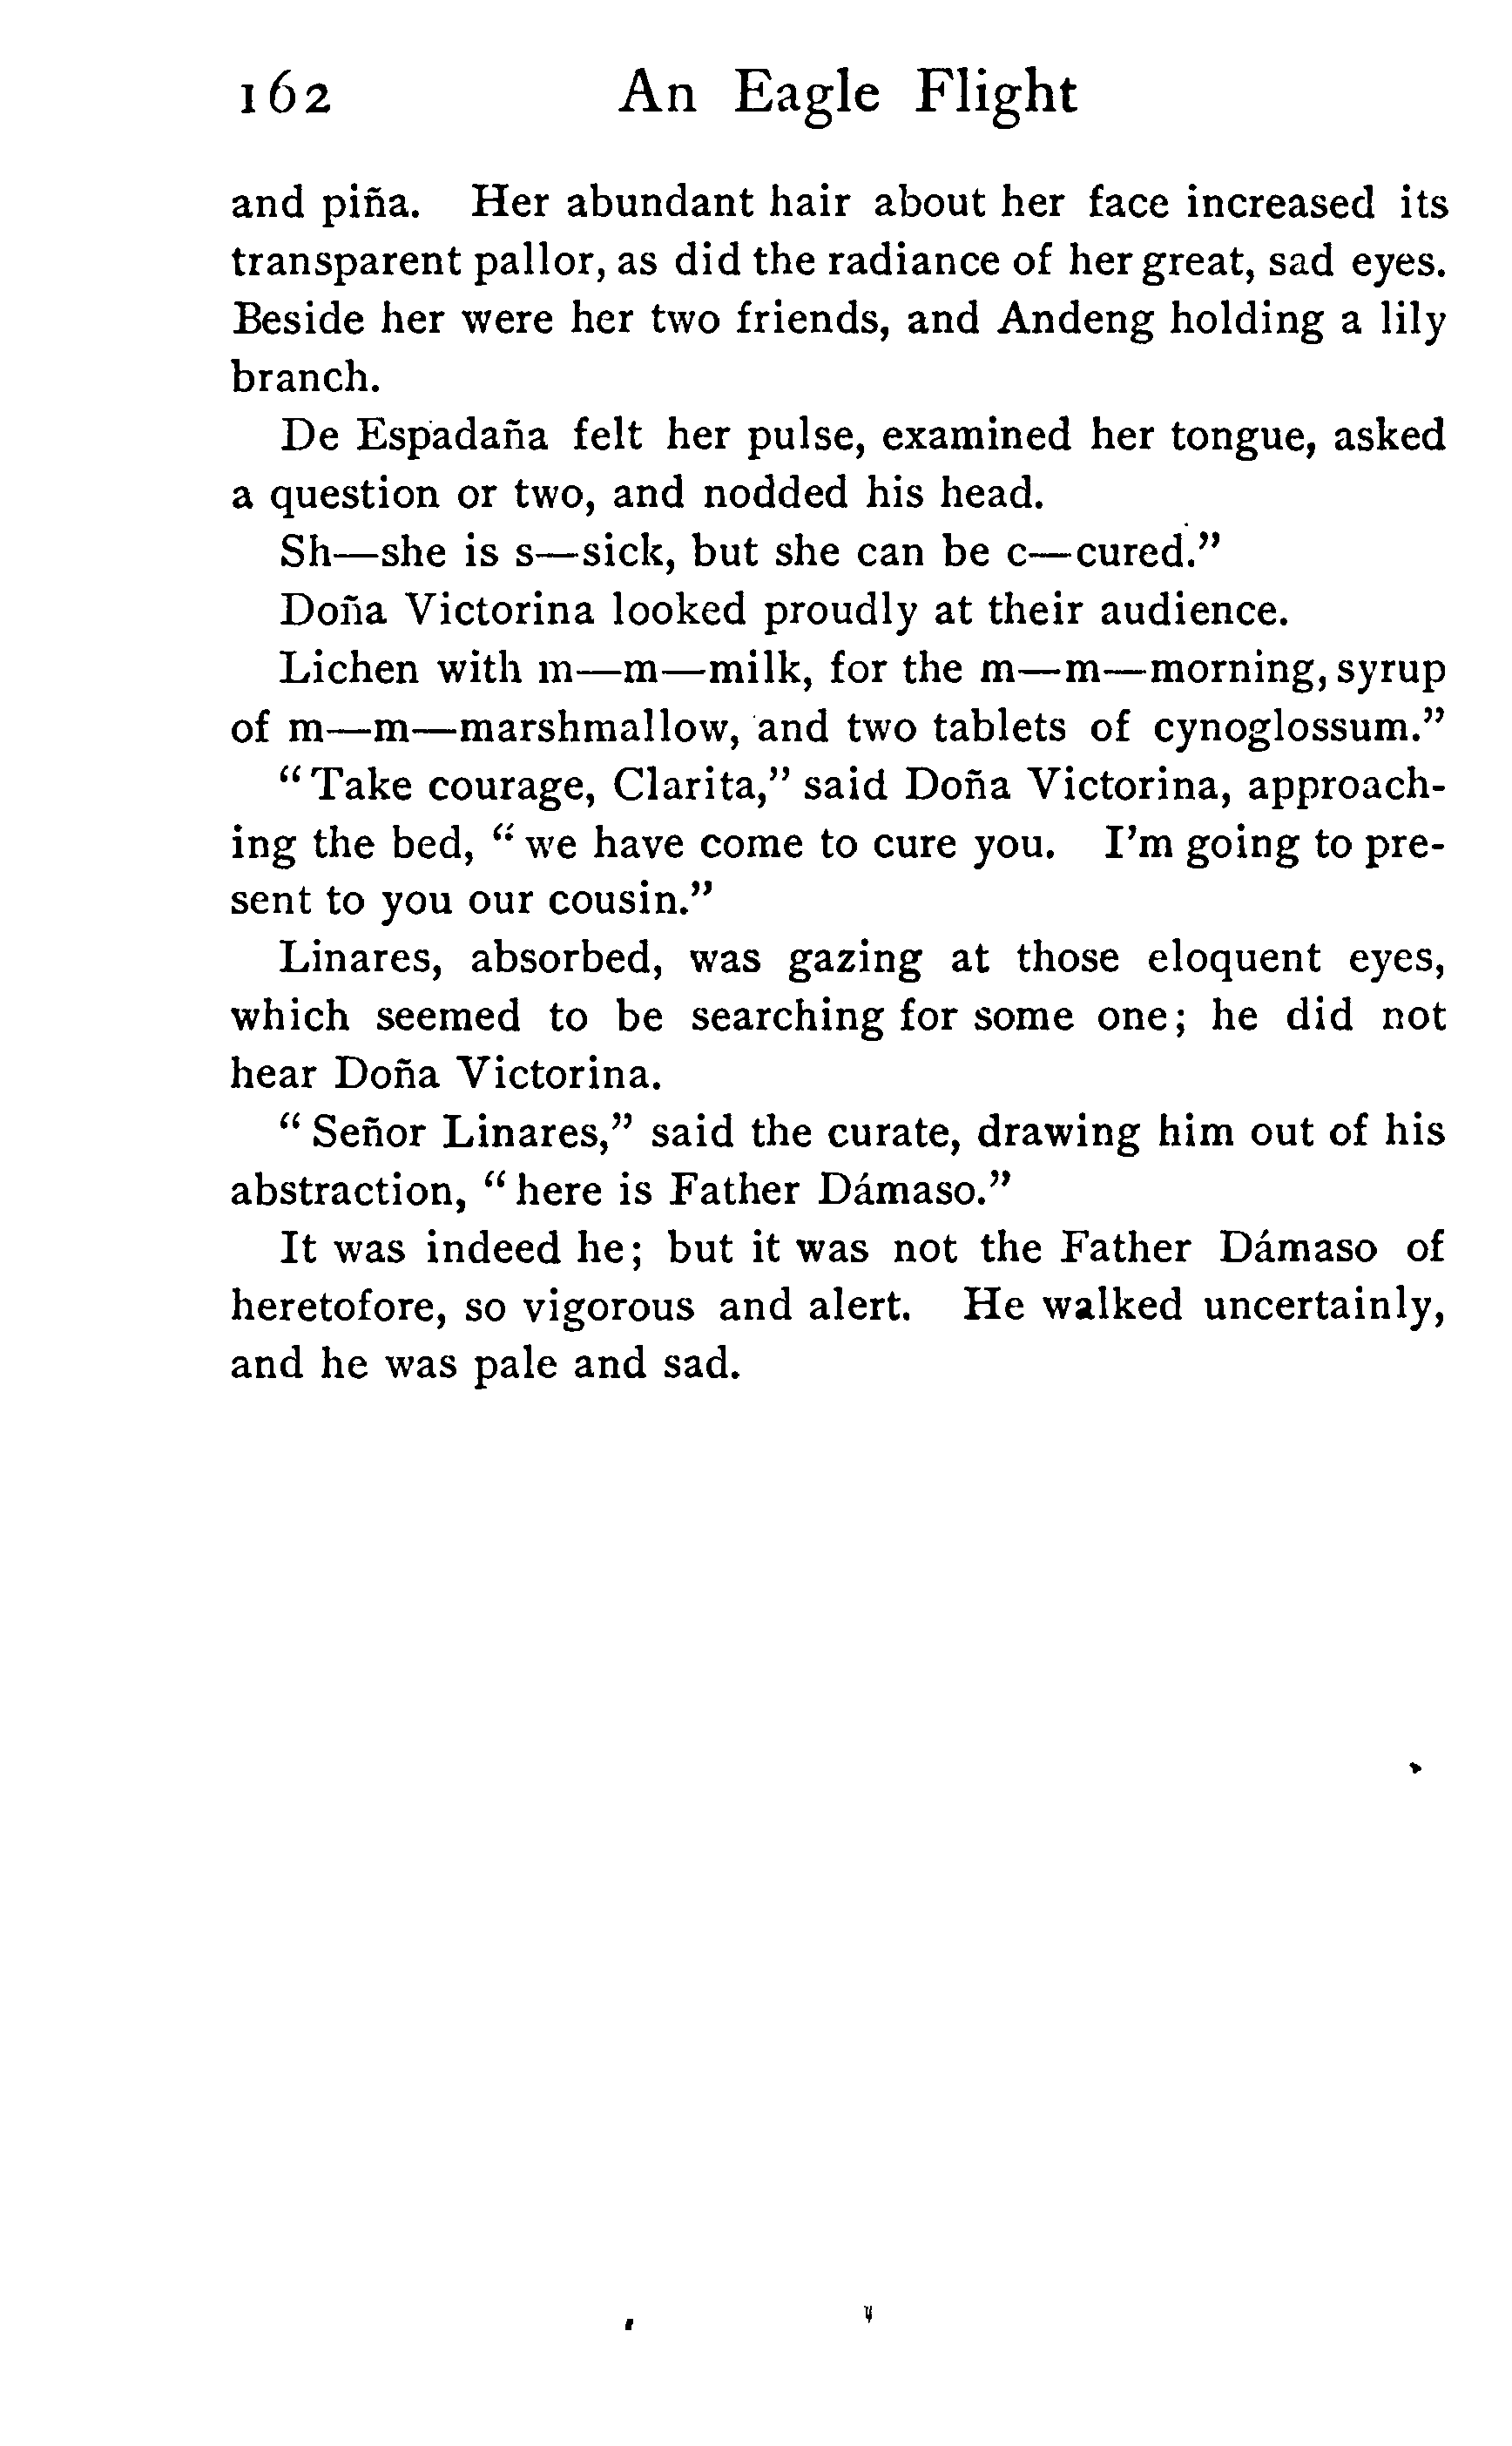 162 An Eagle Flight
and piña. Her abundant hair about her face increased its
transparent pallor, as did the radiance of her great, sad eyes.
Beside her were her two friends, and Andeng holding a lily
branch.
De Espadaña felt her pulse, examined her tongue, asked
a question or two, and nodded his head.
Sh—she is s—sick, but she can be c—cured."
Doña Victorina looked proudly at their audience.
Lichen with m—m—milk, for the m—m—morning, syrup
of m—m—marshmallow, and two tablets of cynoglossum."
"Take courage, Clarita," said Doña Victorina, approach-
ing the bed, "we have come to cure you. I'm going to pre-
sent to you our cousin."
Linares, absorbed, was gazing at those eloquent eyes,
which seemed to be searching for some one; he did not
hear Doña Victorina.
"Señor Linares," said the curate, drawing him out of his
abstraction, "here is Father Dámaso."
It was indeed he; but it was not the Father Dámaso of
heretofore, so vigorous and alert. He walked uncertainly,
and he was pale and sad.